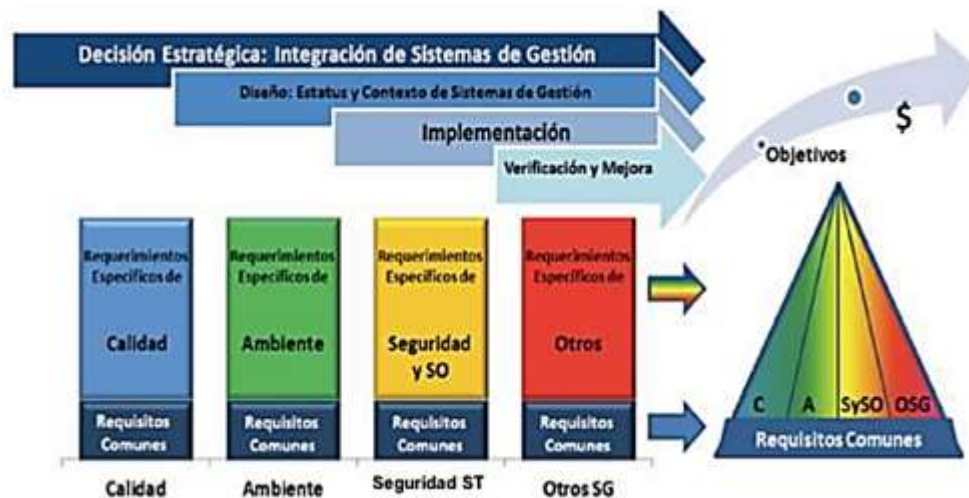 Decisión Estratégica: Integración de Sistemas de Gestión
Diseño: Estatus y Contexto de Sistemas de Gestión
Implementación
Verificación y Mejora
$
Objetivos
Requerimientos
Específicos de
Calidad
Requisitos
Comunes
Calidad
Requerimientos
Específicos de
Ambiente
Requisitos
Comunes
Ambiente
Requerimientos
Específicos de
Seguridad
y SO
Requisitos
Comunes
Seguridad ST
Requerimientos
Específicos de
Otros
Requisitos
Comunes
Otros SG
C A SySO OSG
Requisitos Comunes